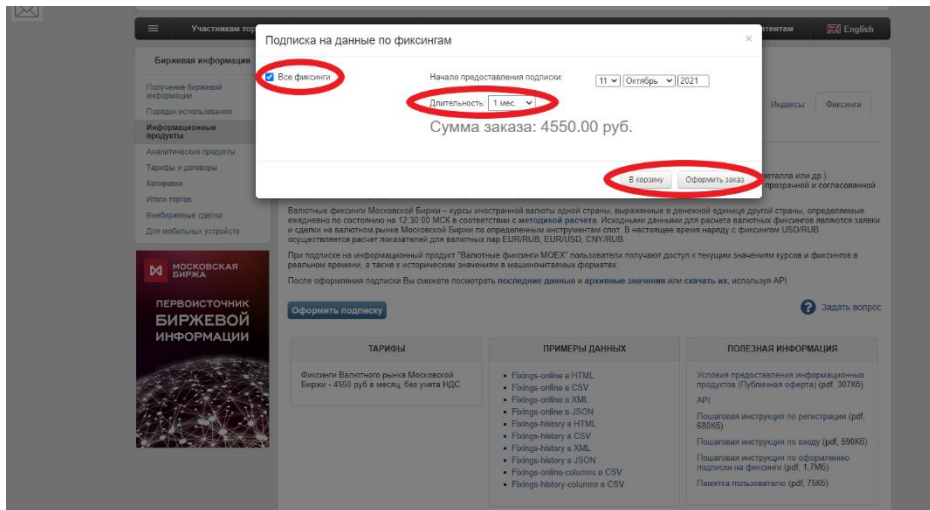 Участникам тор
тентам
English
Подписка на данные по фиксингам
×
Все фиксинги
Начало предоставления подписки:
11 Октябрь 2021
Длительность: 1 мес.
Сумма заказа: 4550.00 руб.
В корзину Оформить заказ
Биржевая информация
Получение биржевой
информации
Порядок использования
Информационные
продукты
Аналитические продукты
Тарифы и договоры
Котировки
Итоги торгов
Внебиржевые сделки
Для мобильных устройств
Индексы Фиксинги
металла или др.).
прозрачной и согласованной
Валютные фиксинги Московской Биржи – курсы иностранной валюты одной страны, выраженные в денежной единице другой страны, определяемые
ежедневно по состоянию на 12:30:00 МСК в соответствии с методикой расчета. Исходными данными для расчета валютных фиксингов являются заявки
и сделки на валютном рынке Московской Биржи по определенным инструментам спот. В настоящее время наряду с фиксингом USD/RUB
осуществляется расчет показателей для валютных пар EUR/RUB, EUR/USD, CNY/RUB.
При подписке на информационный продукт "Валютные фиксинги MOEX" пользователи получают доступ к текущим значениям курсов и фиксингов в
реальном времени, а также к историческим значениям в машиночитаемых форматах.
После оформления подписки Вы сможете посмотреть последние данные и архивные значения или скачать их, используя API.
Оформить подписку
? Задать вопрос
МОСКОВСКАЯ
БИРЖА
ПЕРВОИСТОЧНИК
БИРЖЕВОЙ
ИНФОРМАЦИИ
ТАРИФЫ
Фиксинги Валютного рынка Московской
Биржи - 4550 руб в месяц, без учета НДС
ПРИМЕРЫ ДАННЫХ
Fixings-online в HTML
Fixings-online в CSV
Fixings-online в XML
Fixings-online в JSON
Fixings-history в HTML
Fixings-history в CSV
Fixings-history в XML
Fixings-history в JSON
Fixings-online-columns в CSV
Fixings-history-columns в CSV
ПОЛЕЗНАЯ ИНФОРМАЦИЯ
Условия предоставления информационных
продуктов (Публичная оферта) (pdf, 307Кб)
API
Пошаговая инструкция по регистрации (pdf,
680Кб)
Пошаговая инструкция по входу (pdf, 590Кб)
Пошаговая инструкция по оформлению
подписки на фиксинги (pdf, 1,7Мб)
Памятка пользователю (pdf, 75Кб)